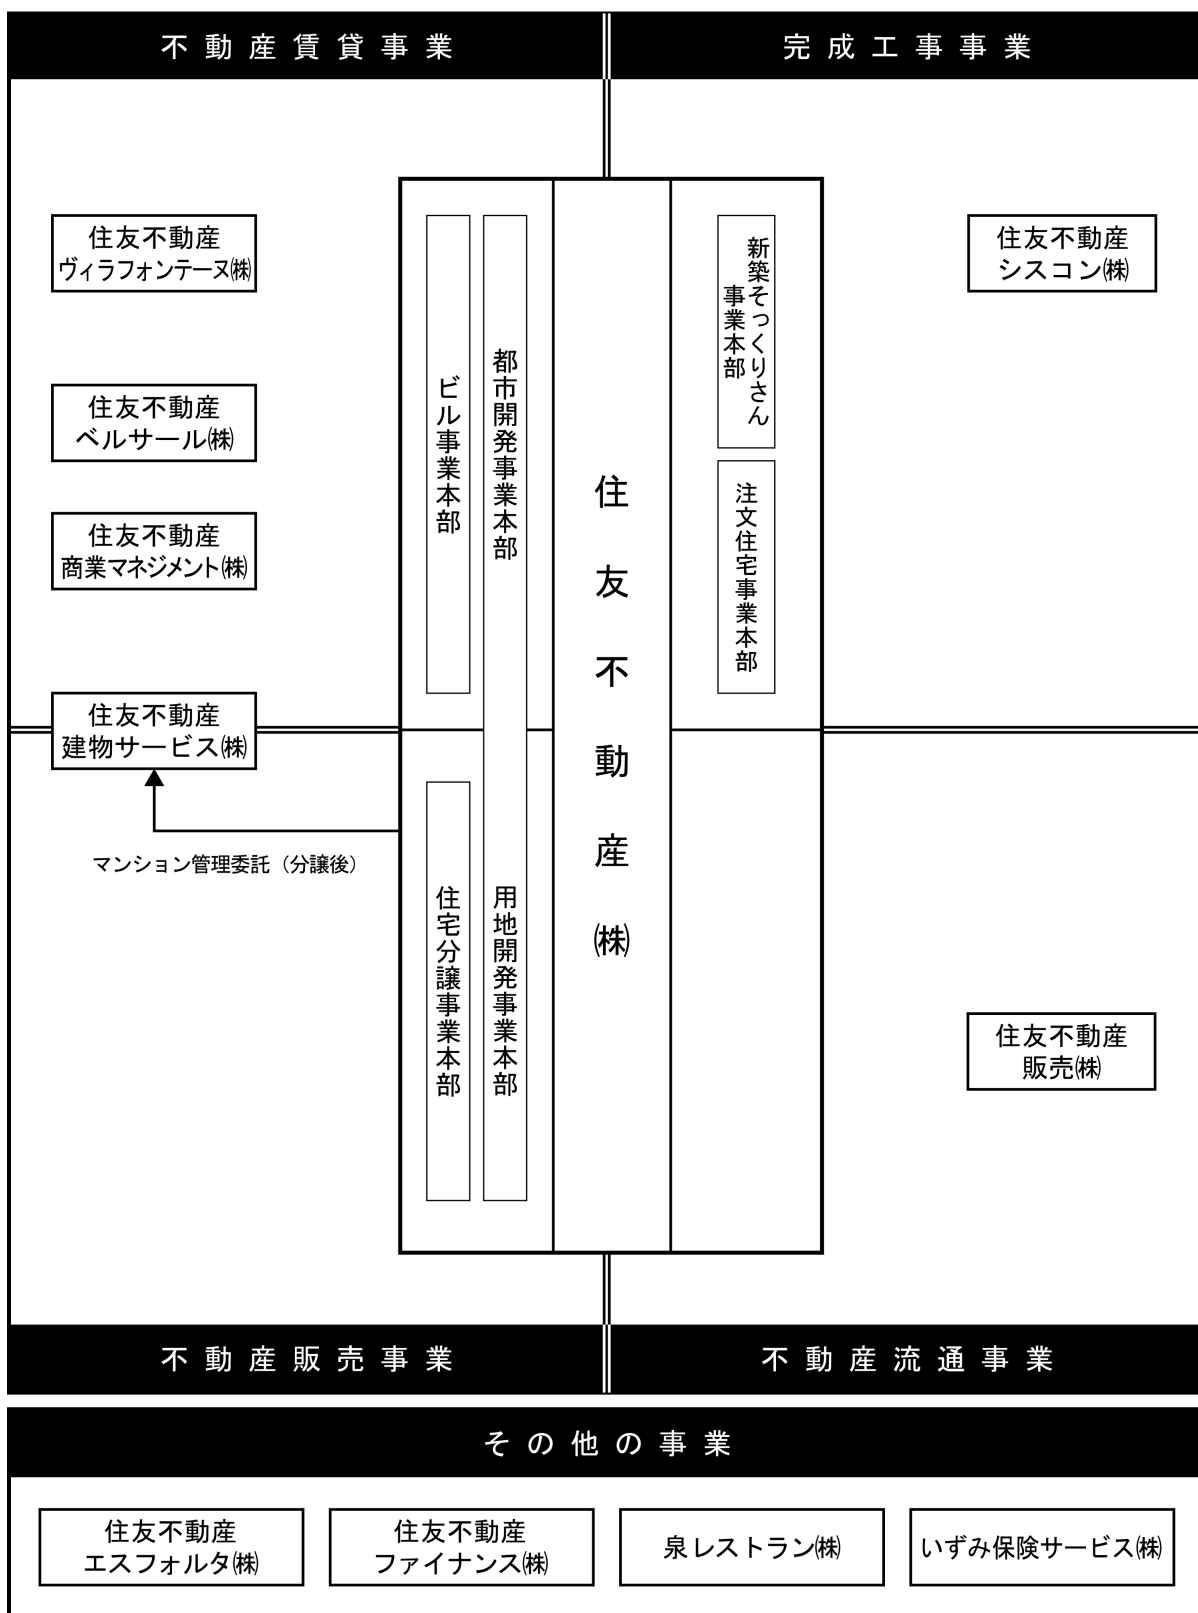 不動産賃貸事業
完成工事事業
住友不動産
ヴィラフォンテーヌ㈱
住友不動産
ベルサール㈱
住友不動産
商業マネジメント㈱
住友不動産
建物サービス㈱
マンション管理委託（分譲後）
ビル事業本部
都市開発事業本部
住宅分譲事業本部
用地開発事業本部
住友不動産㈱
新築そっくりさん
事業本部
注文住宅事業本部
住友不動産
シスコン㈱
住友不動産
販売㈱
不動産販売事業
不動産流通事業
その他の事業
住友不動産
エスフォルタ㈱
住友不動産
ファイナンス㈱
泉レストラン㈱
いずみ保険サービス㈱